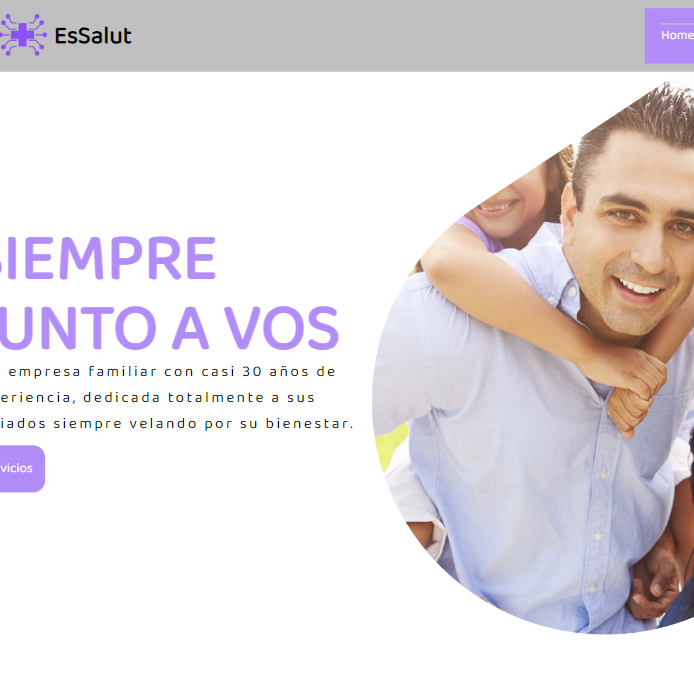 EsSalut
Home
SIEMPRE
UNTO A VOS
empresa familiar con casi 30 años de
eriencia, dedicada totalmente a sus
iados siempre velando por su bienestar.
vicios